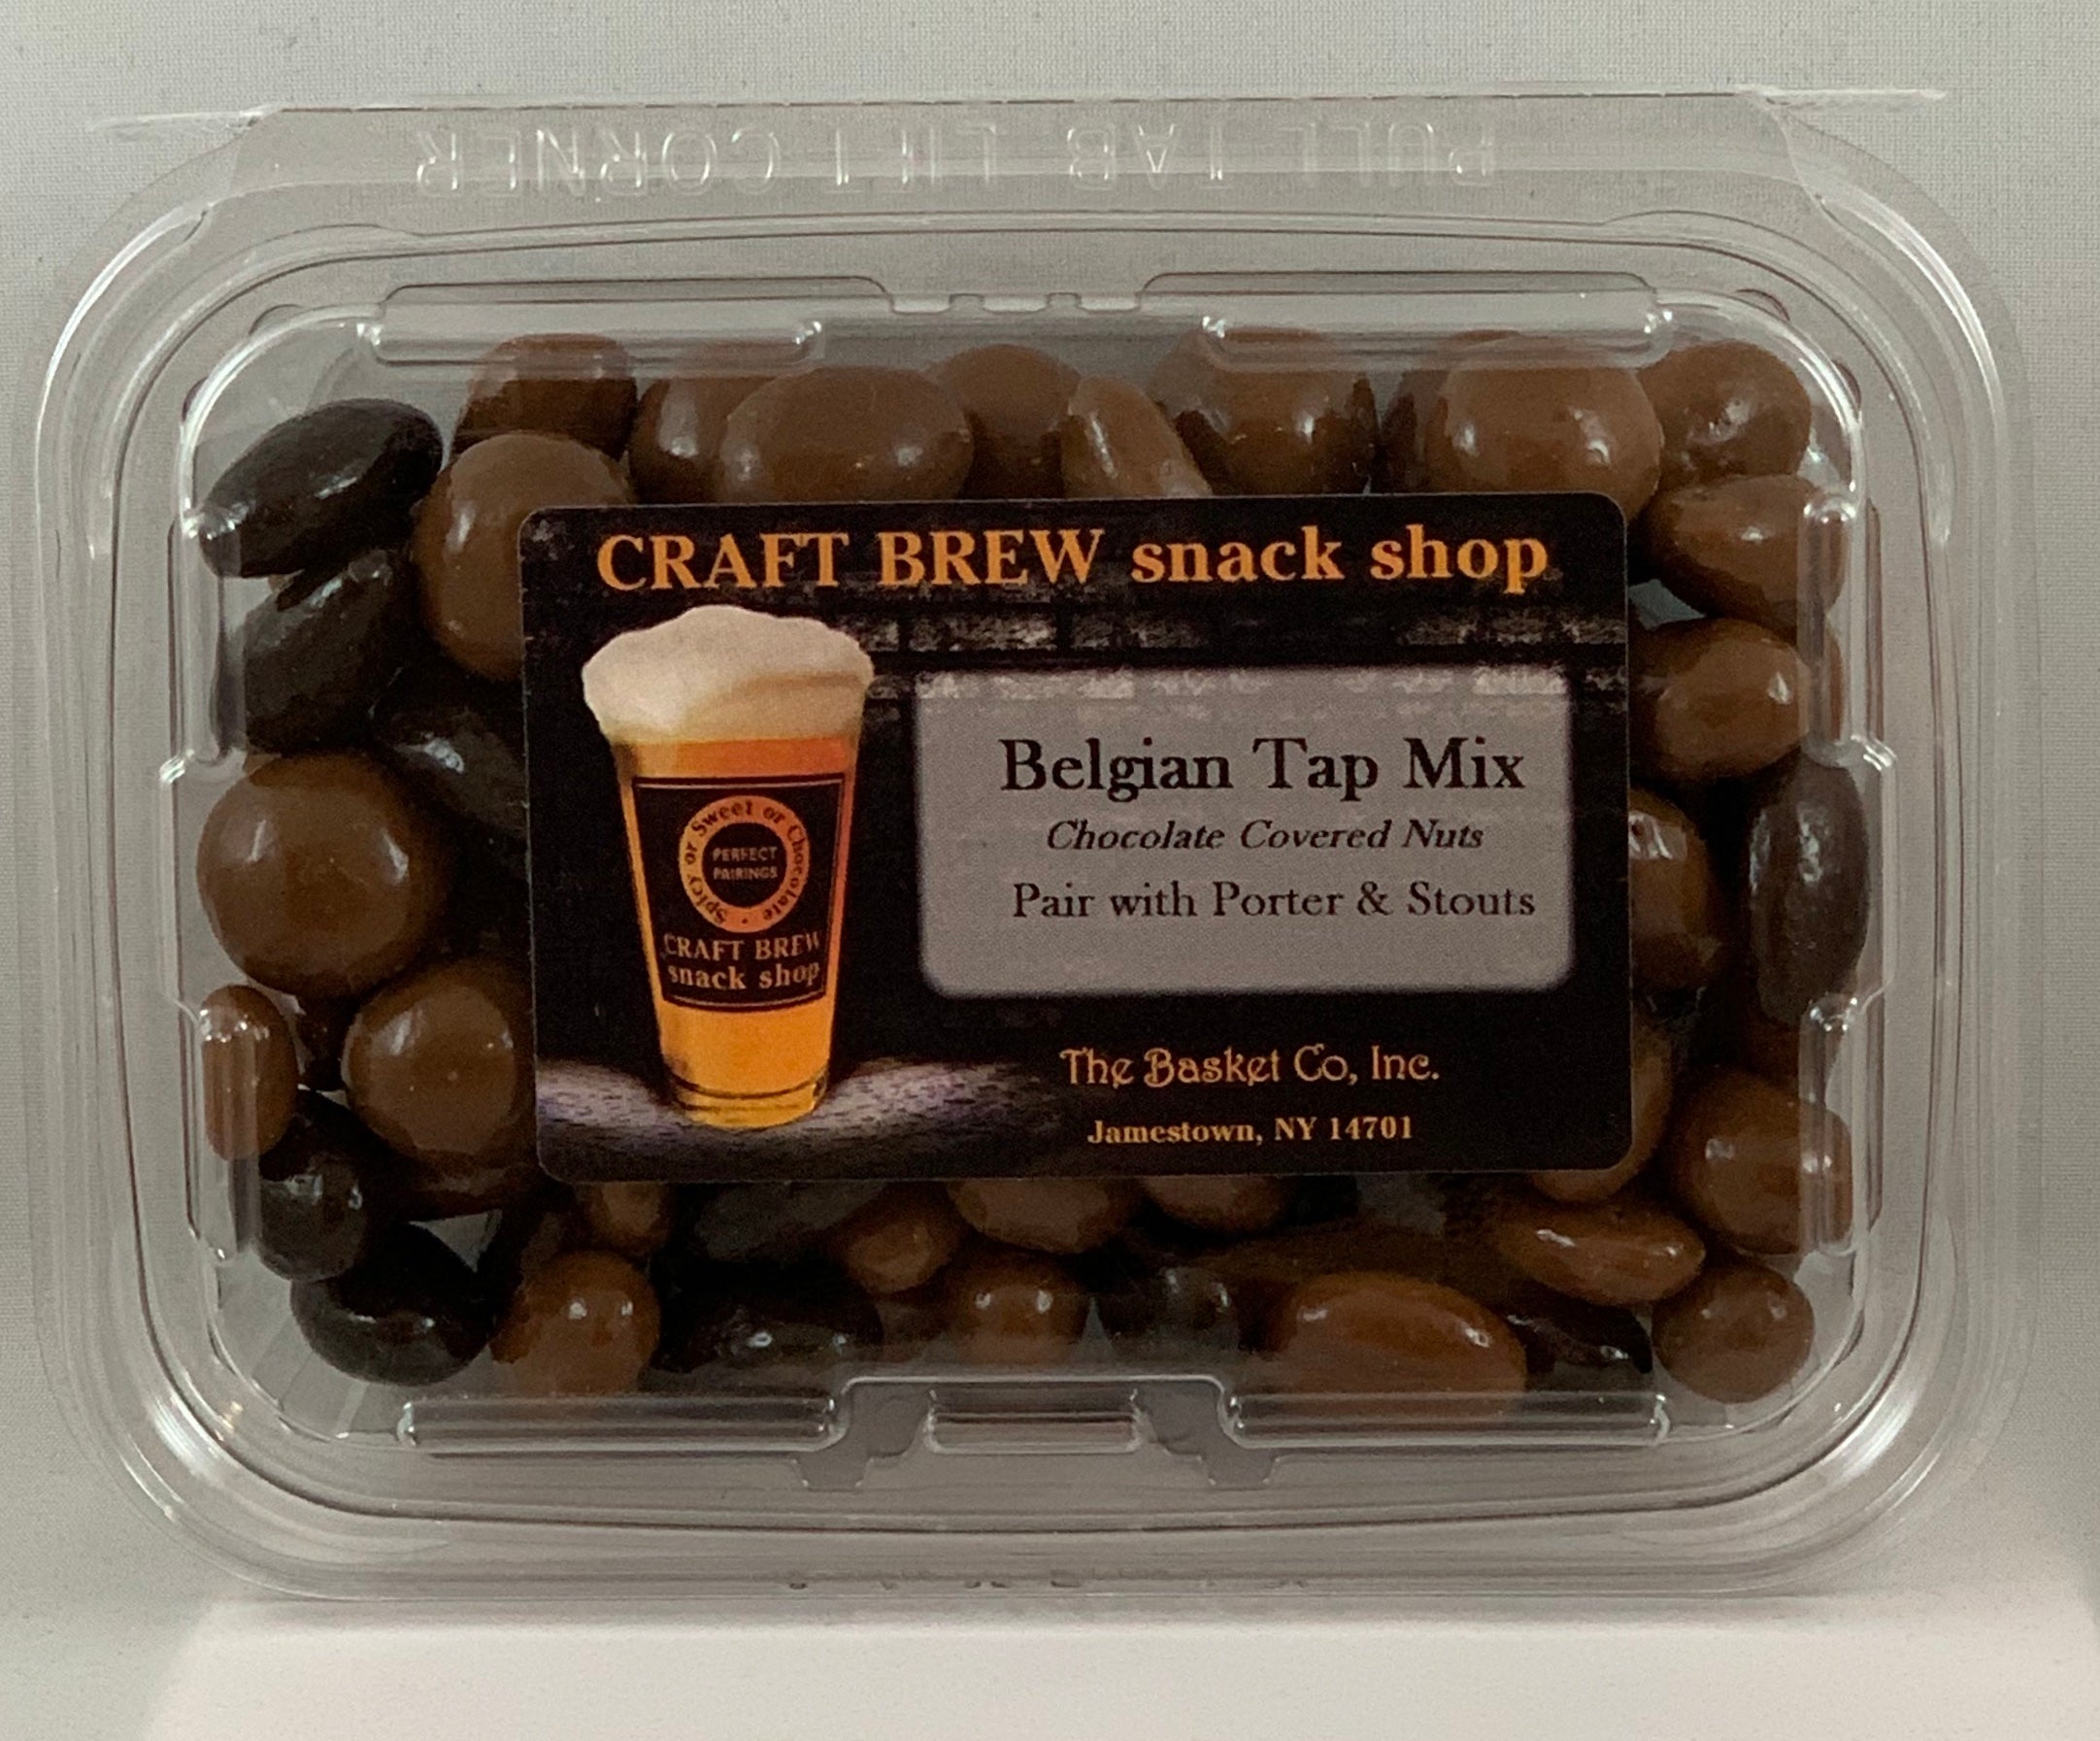 PULL TAB LIFT CORNER
CRAFT BREW snack shop
Belgian Tap Mix
Chocolate Covered Nuts
Pair with Porter & Stouts
Spicy or Sweet or Chocolate •
PERFECT
PAIRINGS
CRAFT BREW
snack shop
The Basket Co, Inc.
Jamestown, NY 14701